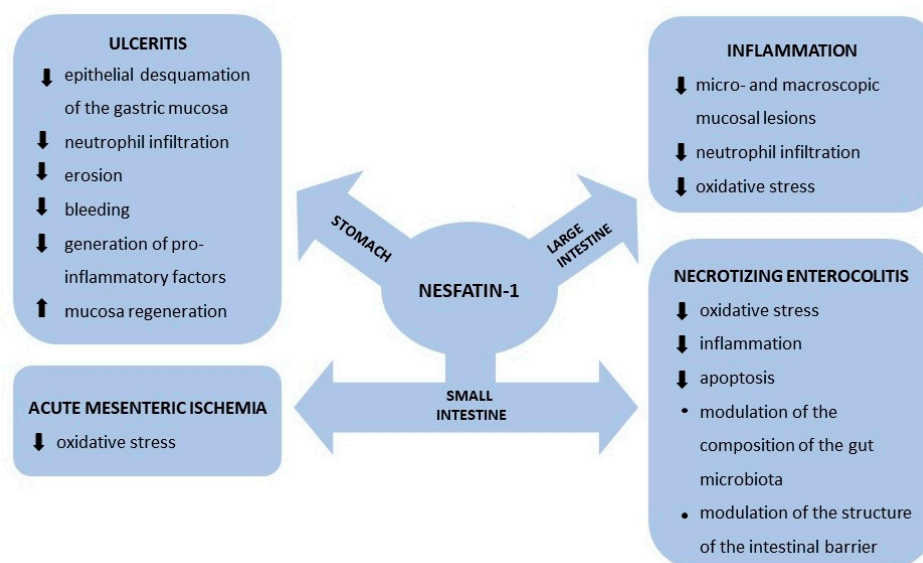 ULCERITIS
epithelial desquamation
of the gastric mucosa
neutrophil infiltration
erosion
bleeding
generation of pro-
inflammatory factors
mucosa regeneration
INFLAMMATION
micro- and macroscopic
mucosal lesions
neutrophil infiltration
oxidative stress
STOMACH
LARGE
INTESTINE
NESFATIN-1
SMALL
INTESTINE
ACUTE MESENTERIC ISCHEMIA
oxidative stress
NECROTIZING ENTEROCOLITIS
oxidative stress
inflammation
apoptosis
• modulation of the
composition of the gut
microbiota
• modulation of the structure
of the intestinal barrier